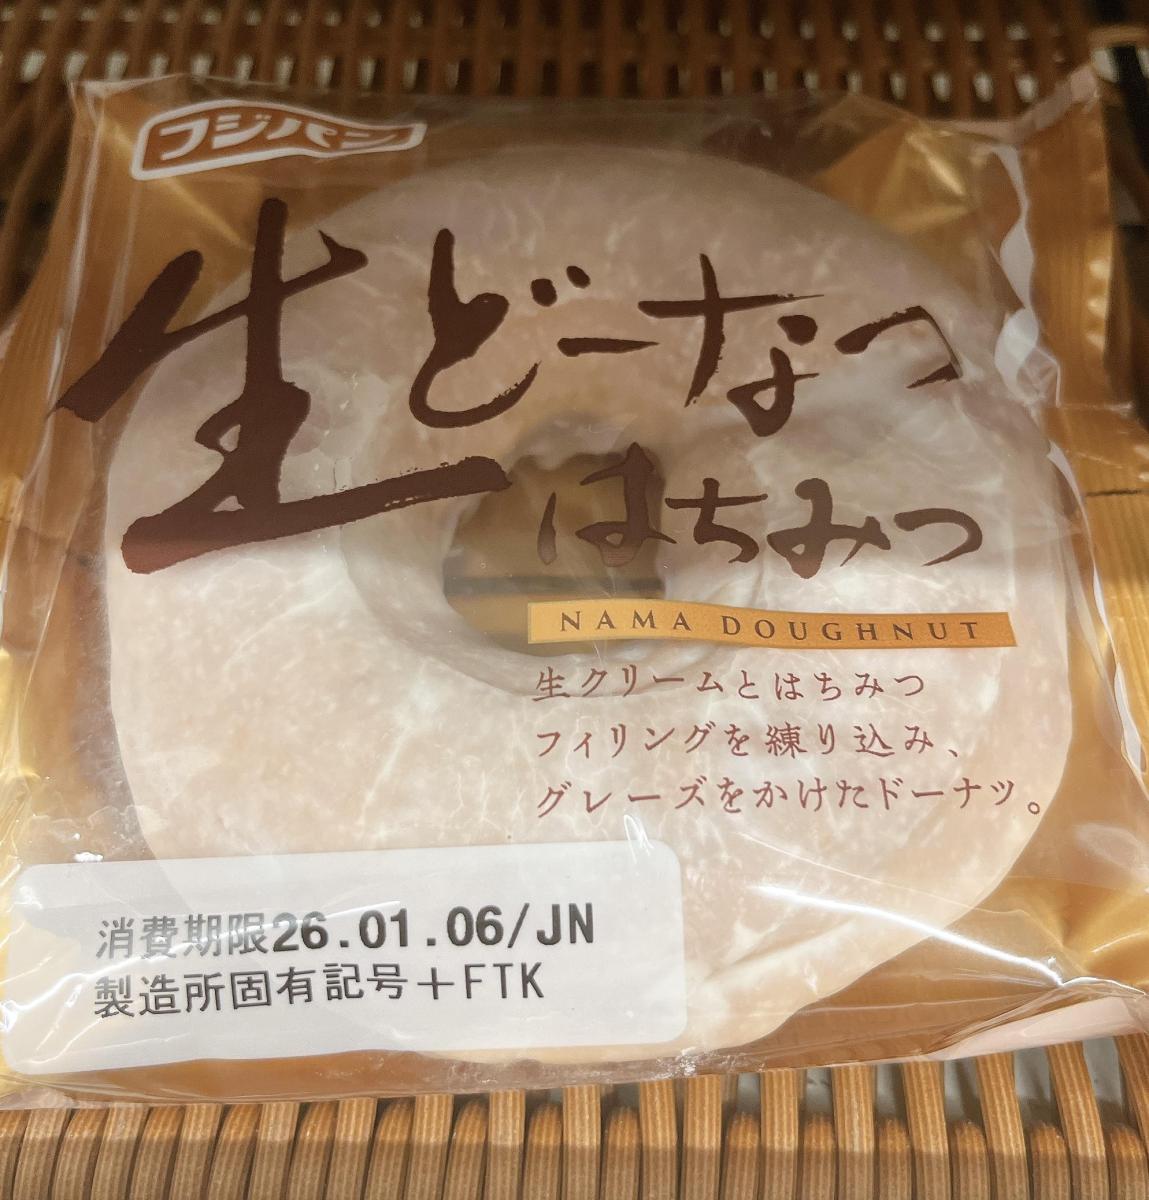 フジパン
生どーなつ
はちみつ
NAMA DOUGHNUT
生クリームとはちみつ
フィリングを練り込み、
グレーズをかけたドーナツ。
消費期限26.01.06/JN
製造所固有記号+FTK